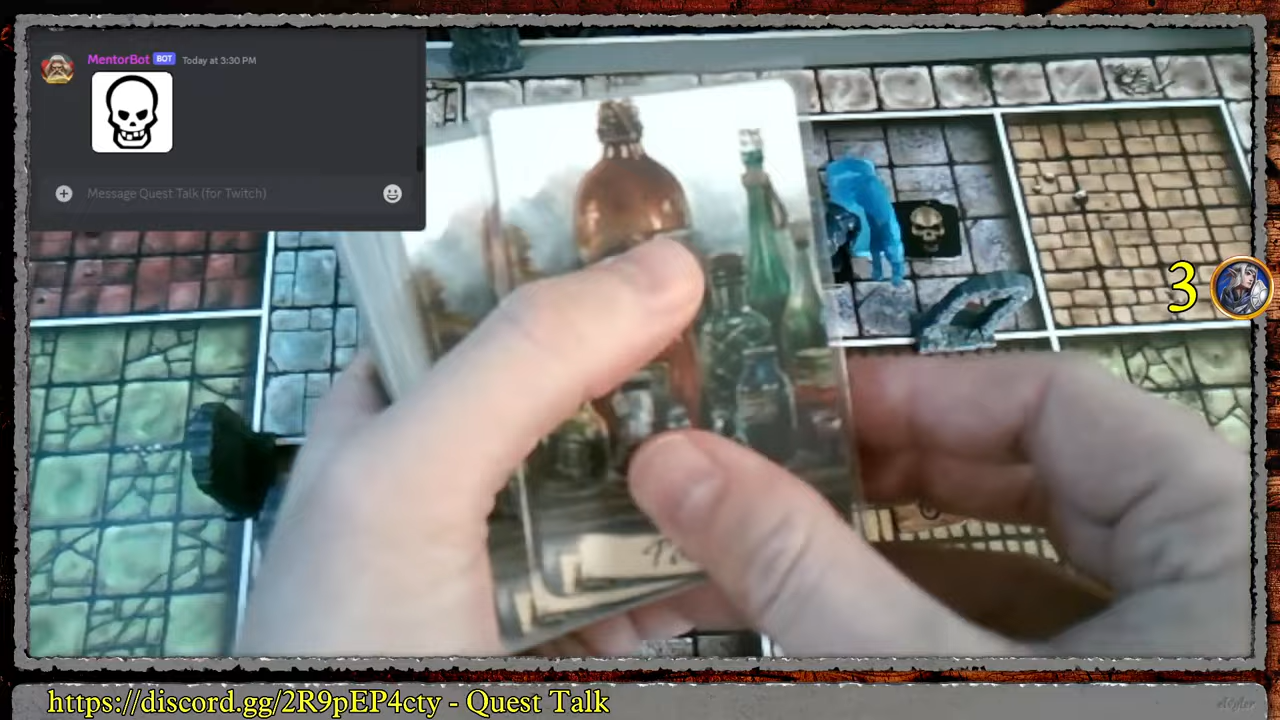 MentorBot BOT Today at 3:30 PM
Message Quest Talk (for Twitch)
3
https://discord.gg/2R9pEP4cty - Quest Talk